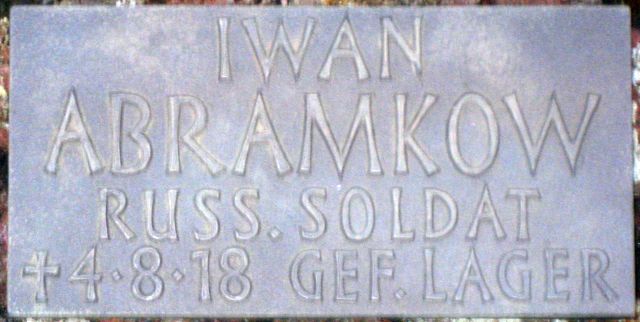 IWAN
ABRAMKOW
RUSS. SOLDAT
✝4·8·18 GEF. LAGER